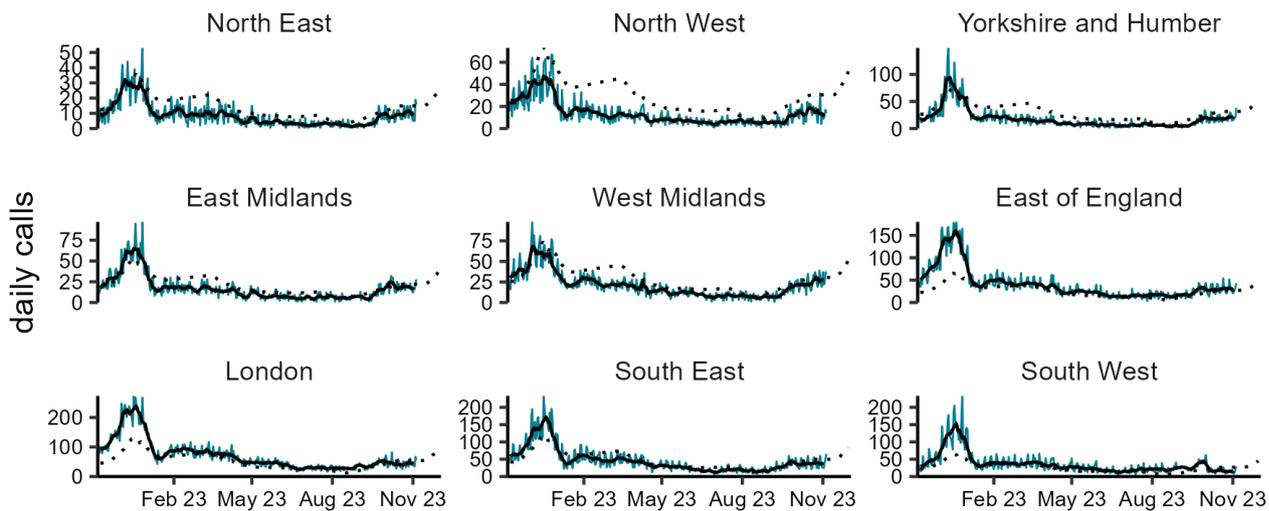 North East
North West
Yorkshire and Humber
50
40
30
20
10
0
60
40
20
0
100
50
0
daily calls
East Midlands
West Midlands
East of England
75
50
25
0
75
50
25
0
150
100
50
0
London
South East
South West
200
100
0
200
150
100
50
0
200
150
100
50
0
Feb 23 May 23 Aug 23 Nov 23
Feb 23 May 23 Aug 23 Nov 23
Feb 23 May 23 Aug 23 Nov 23